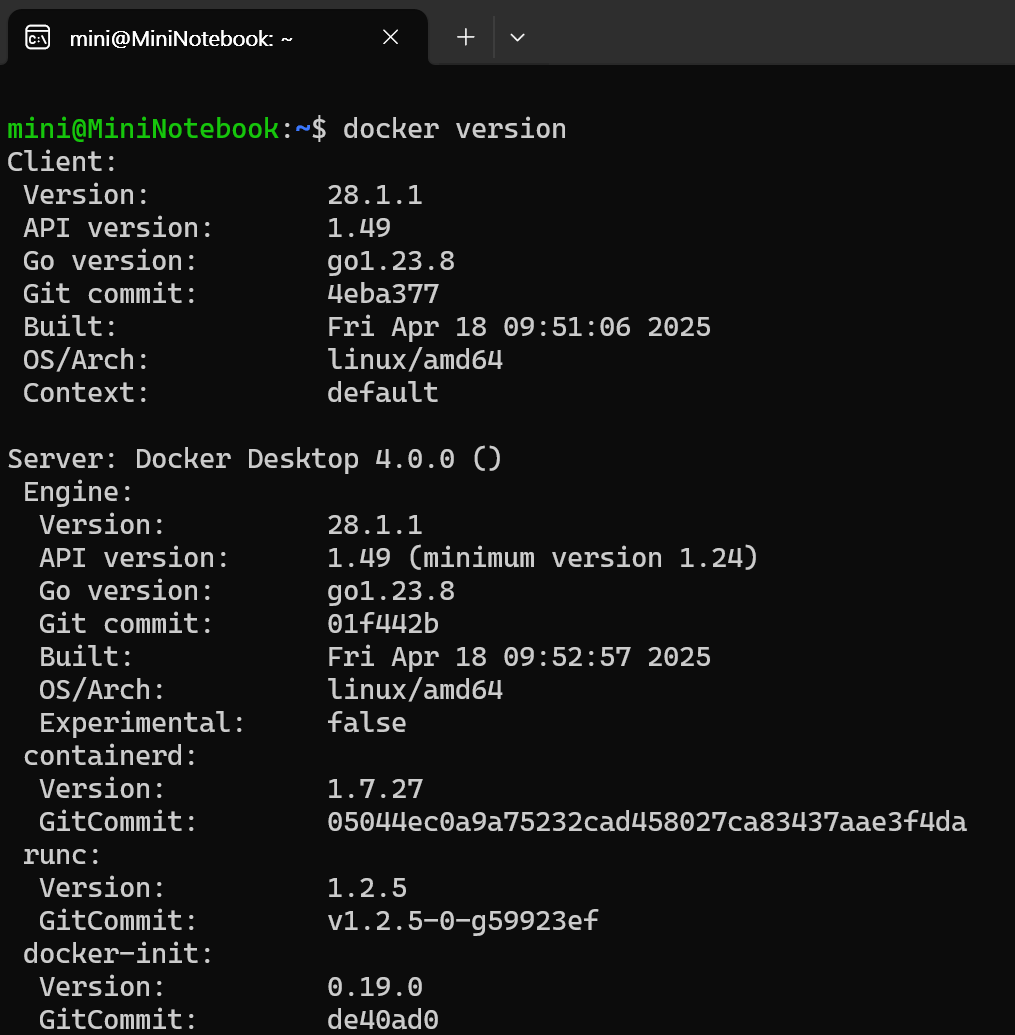 mini@MiniNotebook: ~
mini@MiniNotebook:~$ docker version
Client:
 Version:           28.1.1
 API version:       1.49
 Go version:        go1.23.8
 Git commit:        4eba377
 Built:             Fri Apr 18 09:51:06 2025
 OS/Arch:           linux/amd64
 Context:           default

Server: Docker Desktop 4.0.0 ()
 Engine:
  Version:          28.1.1
  API version:      1.49 (minimum version 1.24)
  Go version:       go1.23.8
  Git commit:       01f442b
  Built:            Fri Apr 18 09:52:57 2025
  OS/Arch:          linux/amd64
  Experimental:     false
 containerd:
  Version:          1.7.27
  GitCommit:        05044ec0a9a75232cad458027ca83437aae3f4da
 runc:
  Version:          1.2.5
  GitCommit:        v1.2.5-0-g59923ef
 docker-init:
  Version:          0.19.0
  GitCommit:        de40ad0